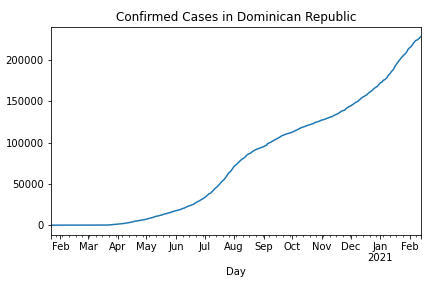 Confirmed Cases in Dominican Republic
200000
150000
100000
50000
0
Feb Mar Apr May Jun Jul Aug Sep Oct Nov Dec Jan Feb
2021
Day